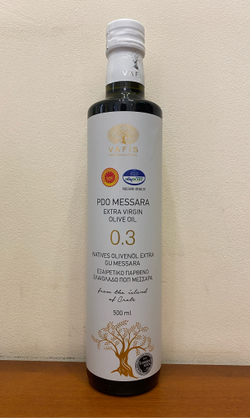 VAFIS
PDO MESSARA
EXTRA VIRGIN
OLIVE OIL
0.3
NATIVES OLIVENÖL EXTRA
GU MESSARA
ΕΞΑΙΡΕΤΙΚΟ ΠΑΡΘΕΝΟ
ΕΛΑΙΟΛΑΔΟ ΠΟΠ ΜΕΣΣΑΡΑ
from the island
of Crete
500 ml